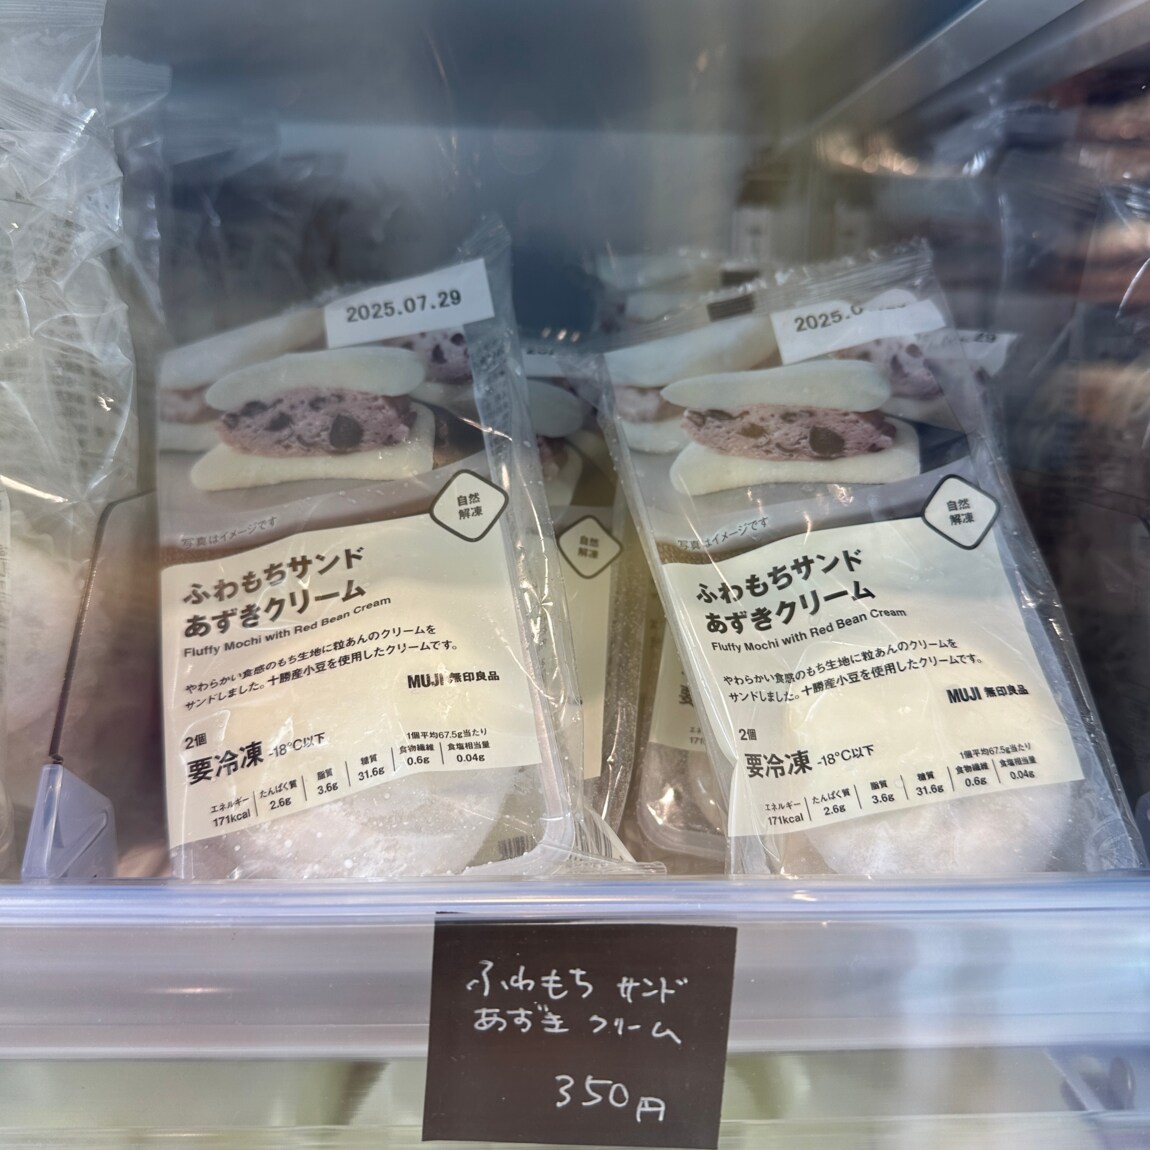 2025.07.29
自然
解凍
写真はイメージです
ふわもちサンド
あずきクリーム
Fluffy Mochi with Red Bean Cream
やわらかい食感のもち生地に粒あんのクリームを
サンドしました。十勝産小豆を使用したクリームです。
MUJI 無印良品
2個
要冷凍 -18℃以下
1個平均67.5g当たり
エネルギー たんぱく質 脂質 糖質 食物繊維 食塩相当量
171kcal 2.6g 3.6g 31.6g 0.6g 0.04g
自然
解凍
2025.0
29
自然
解凍
写真はイメージです
ふわもちサンド
あずきクリーム
Fluffy Mochi with Red Bean Cream
やわらかい食感のもち生地に粒あんのクリームを
サンドしました。十勝産小豆を使用したクリームです。
MUJI 無印良品
2個
要冷凍 -18℃以下
1個平均67.5g当たり
エネルギー たんぱく質 脂質 糖質 食物繊維 食塩相当量
171kcal 2.6g 3.6g 31.6g 0.6g 0.04g
ふわもち サンド
あずき クリーム
350円